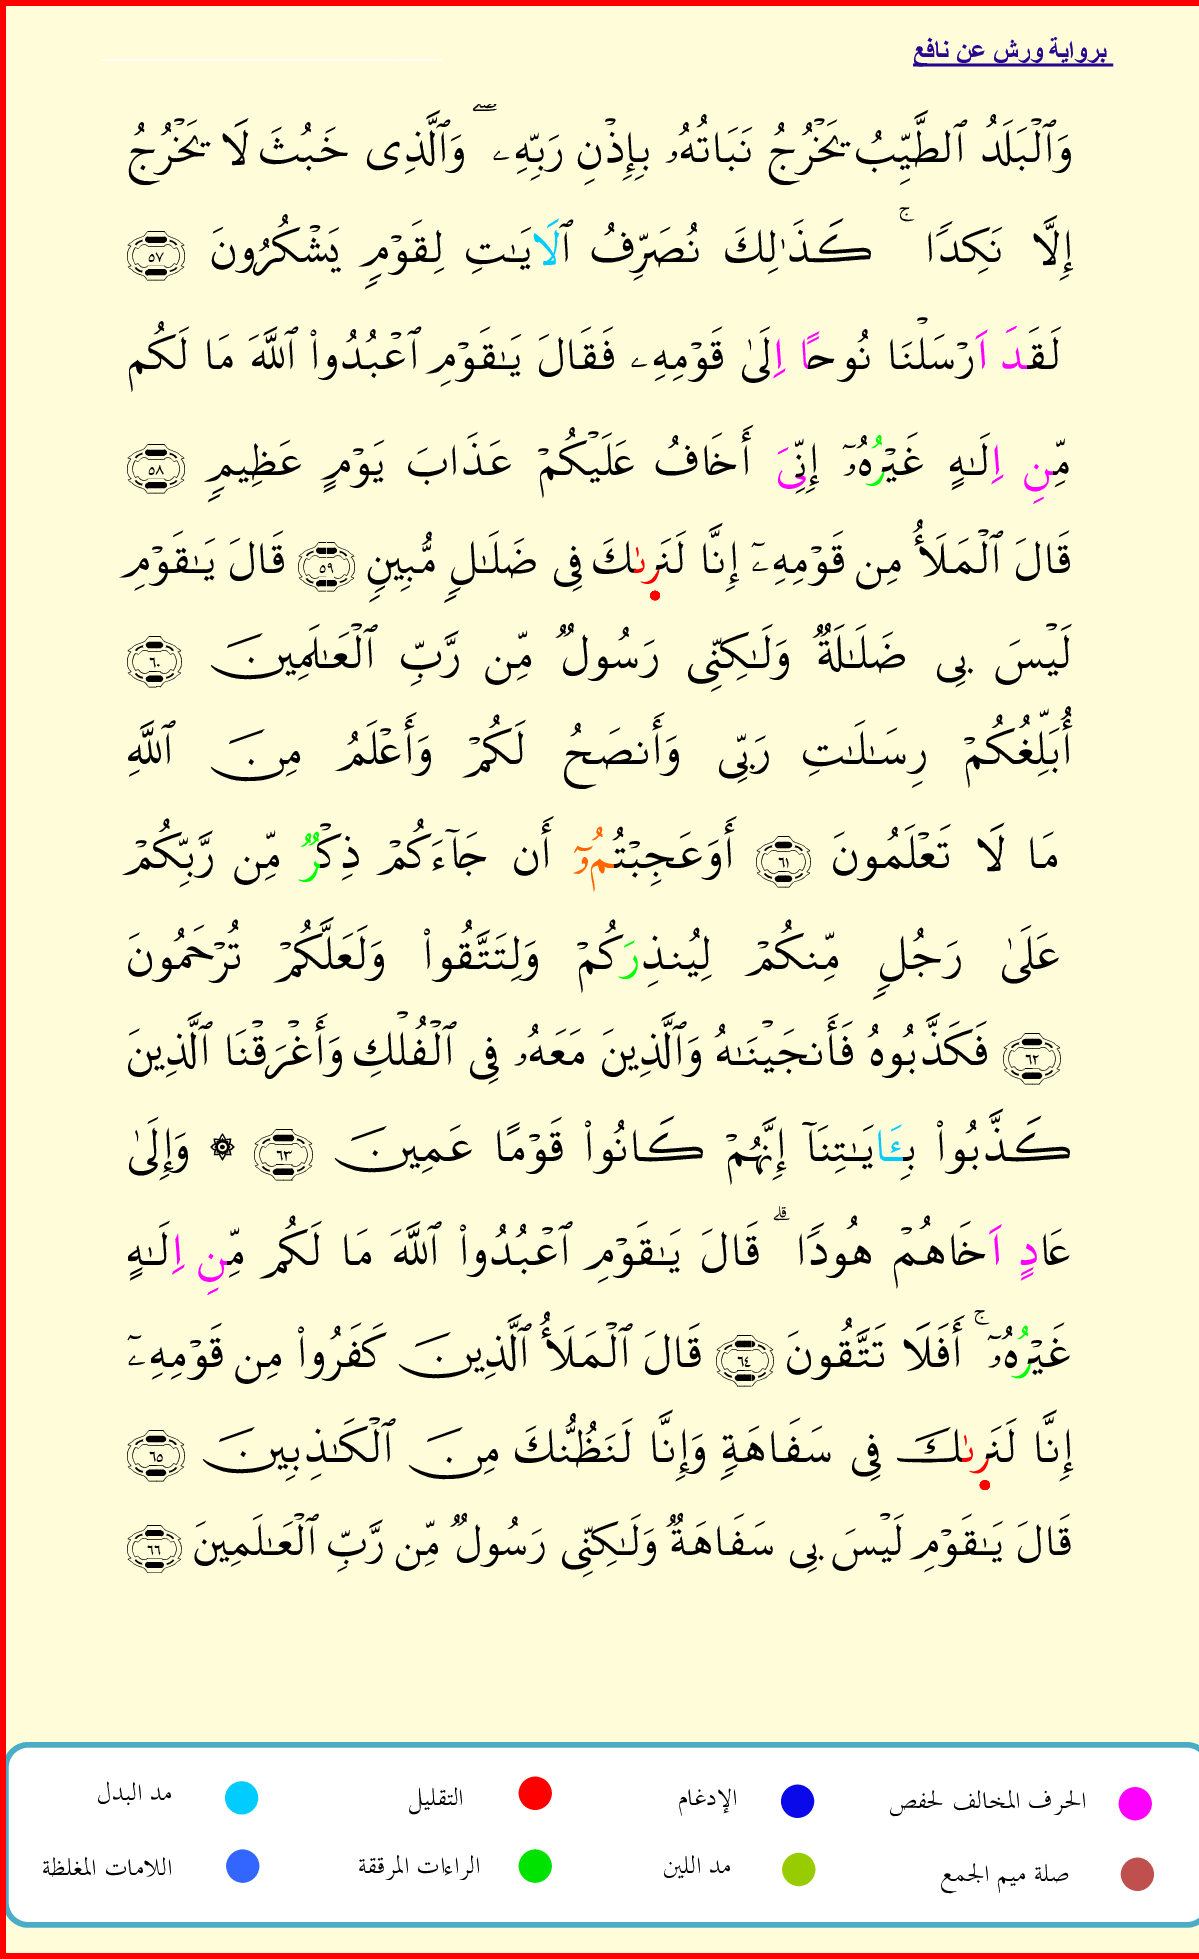 برواية ورش عن نافع
وَٱلْبَلَدُ ٱلطَّيِّبُ يَخْرُجُ نَبَاتُهُۥ بِإِذْنِ رَبِّهِۦۖ وَٱلَّذِى خَبُثَ لَا يَخْرُجُ
إِلَّا نَكِدًاۚ كَذَٰلِكَ نُصَرِّفُ ٱلَايَٰتِ لِقَوْمٍ يَشْكُرُونَ ٥٧
لَقَدَ اَرْسَلْنَا نُوحًا اِلَىٰ قَوْمِهِۦ فَقَالَ يَٰقَوْمِ ٱعْبُدُوا۟ ٱللَّهَ مَا لَكُم
مِّنِ اِلَٰهٍ غَيْرُهُۥٓ إِنِّىَ أَخَافُ عَلَيْكُمْ عَذَابَ يَوْمٍ عَظِيمٍ ٥٨
قَالَ ٱلْمَلَأُ مِن قَوْمِهِۦٓ إِنَّا لَنَرىٰكَ فِى ضَلَٰلٍ مُّبِينٍ ٥٩ قَالَ يَٰقَوْمِ
لَيْسَ بِى ضَلَٰلَةٌ وَلَٰكِنِّى رَسُولٌ مِّن رَّبِّ ٱلْعَٰلَمِينَ ٦٠
أُبَلِّغُكُمْ رِسَٰلَٰتِ رَبِّى وَأَنصَحُ لَكُمْ وَأَعْلَمُ مِنَ ٱللَّهِ
مَا لَا تَعْلَمُونَ ٦١ أَوَعَجِبْتُمُۥٓ أَن جَآءَكُمْ ذِكْرٌ مِّن رَّبِّكُمْ
عَلَىٰ رَجُلٍ مِّنكُمْ لِيُنذِرَكُمْ وَلِتَتَّقُوا۟ وَلَعَلَّكُمْ تُرْحَمُونَ
٦٢ فَكَذَّبُوهُ فَأَنجَيْنَٰهُ وَٱلَّذِينَ مَعَهُۥ فِى ٱلْفُلْكِ وَأَغْرَقْنَا ٱلَّذِينَ
كَذَّبُوا۟ بِـَٔايَٰتِنَآ إِنَّهُمْ كَانُوا۟ قَوْمًا عَمِينَ ٦٣ ۞ وَإِلَىٰ
عَادٍ اَخَاهُمْ هُودًاۗ قَالَ يَٰقَوْمِ ٱعْبُدُوا۟ ٱللَّهَ مَا لَكُم مِّنِ اِلَٰهٍ
غَيْرُهُۥٓۚ أَفَلَا تَتَّقُونَ ٦٤ قَالَ ٱلْمَلَأُ ٱلَّذِينَ كَفَرُوا۟ مِن قَوْمِهِۦٓ
إِنَّا لَنَرىٰكَ فِى سَفَاهَةٍ وَإِنَّا لَنَظُنُّكَ مِنَ ٱلْكَٰذِبِينَ ٦٥
قَالَ يَٰقَوْمِ لَيْسَ بِى سَفَاهَةٌ وَلَٰكِنِّى رَسُولٌ مِّن رَّبِّ ٱلْعَٰلَمِينَ ٦٦
الحرف المخالف لحفص الإدغام التقليل مد البدل
صلة ميم الجمع مد اللين الراءات المرققة اللامات المغلظة